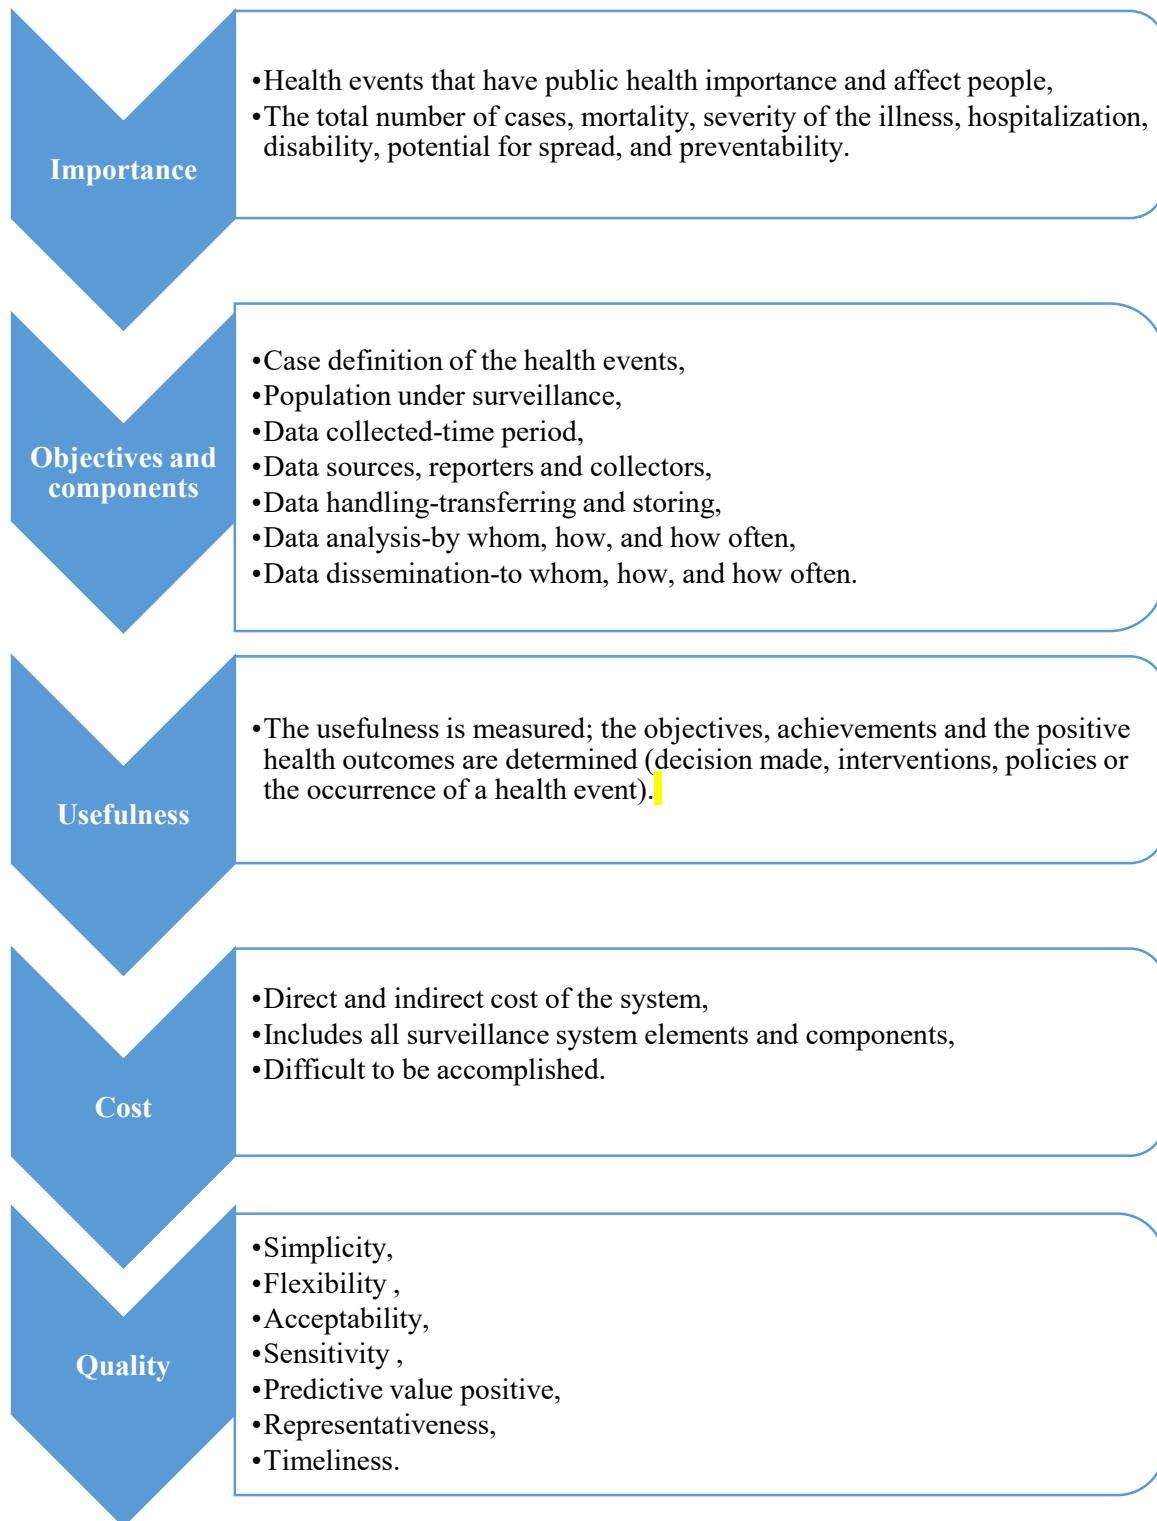 Importance
•Health events that have public health importance and affect people,
•The total number of cases, mortality, severity of the illness, hospitalization,
disability, potential for spread, and preventability.
Objectives and
components
•Case definition of the health events,
•Population under surveillance,
•Data collected-time period,
•Data sources, reporters and collectors,
•Data handling-transferring and storing,
•Data analysis-by whom, how, and how often,
•Data dissemination-to whom, how, and how often.
Usefulness
•The usefulness is measured; the objectives, achievements and the positive
health outcomes are determined (decision made, interventions, policies or
the occurrence of a health event).
Cost
•Direct and indirect cost of the system,
•Includes all surveillance system elements and components,
•Difficult to be accomplished.
Quality
•Simplicity,
•Flexibility ,
•Acceptability,
•Sensitivity ,
•Predictive value positive,
•Representativeness,
•Timeliness.